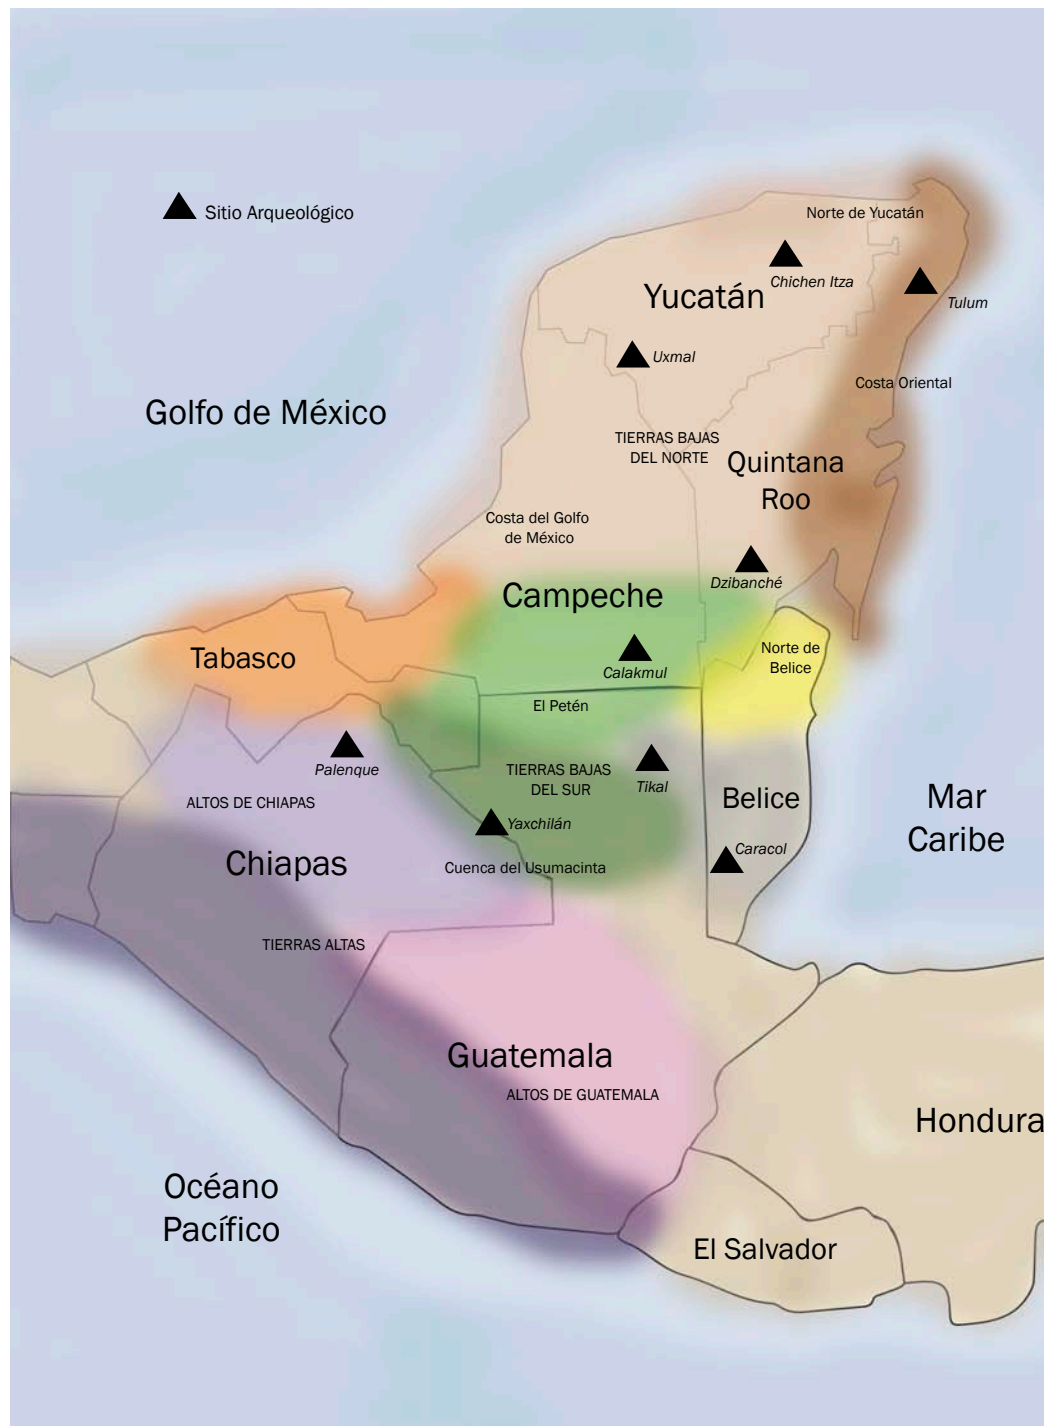 Norte de Yucatán
Sitio Arqueológico
Chichen Itza
Yucatán
Tulum
Uxmal
Costa Oriental
Golfo de México
TIERRAS BAJAS
DEL NORTE
Quintana
Roo
Costa del Golfo
de México
Dzibanché
Campeche
Norte de
Belice
Tabasco
Calakmul
El Petén
Palenque
TIERRAS BAJAS
DEL SUR
Tikal
Belice
Mar
Caribe
ALTOS DE CHIAPAS
Yaxchilán
Caracol
Chiapas
Cuenca del Usumacinta
TIERRAS ALTAS
Guatemala
ALTOS DE GUATEMALA
Hondura
Océano
Pacífico
El Salvador